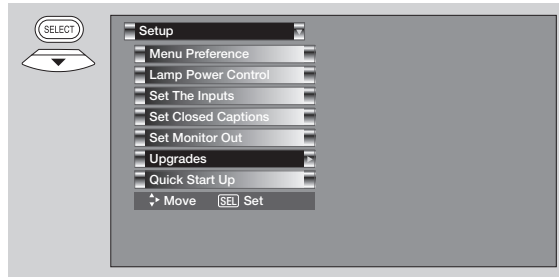 SELECT
Setup
Menu Preference
Lamp Power Control
Set The Inputs
Set Closed Captions
Set Monitor Out
Upgrades
Quick Start Up
Move SEL Set